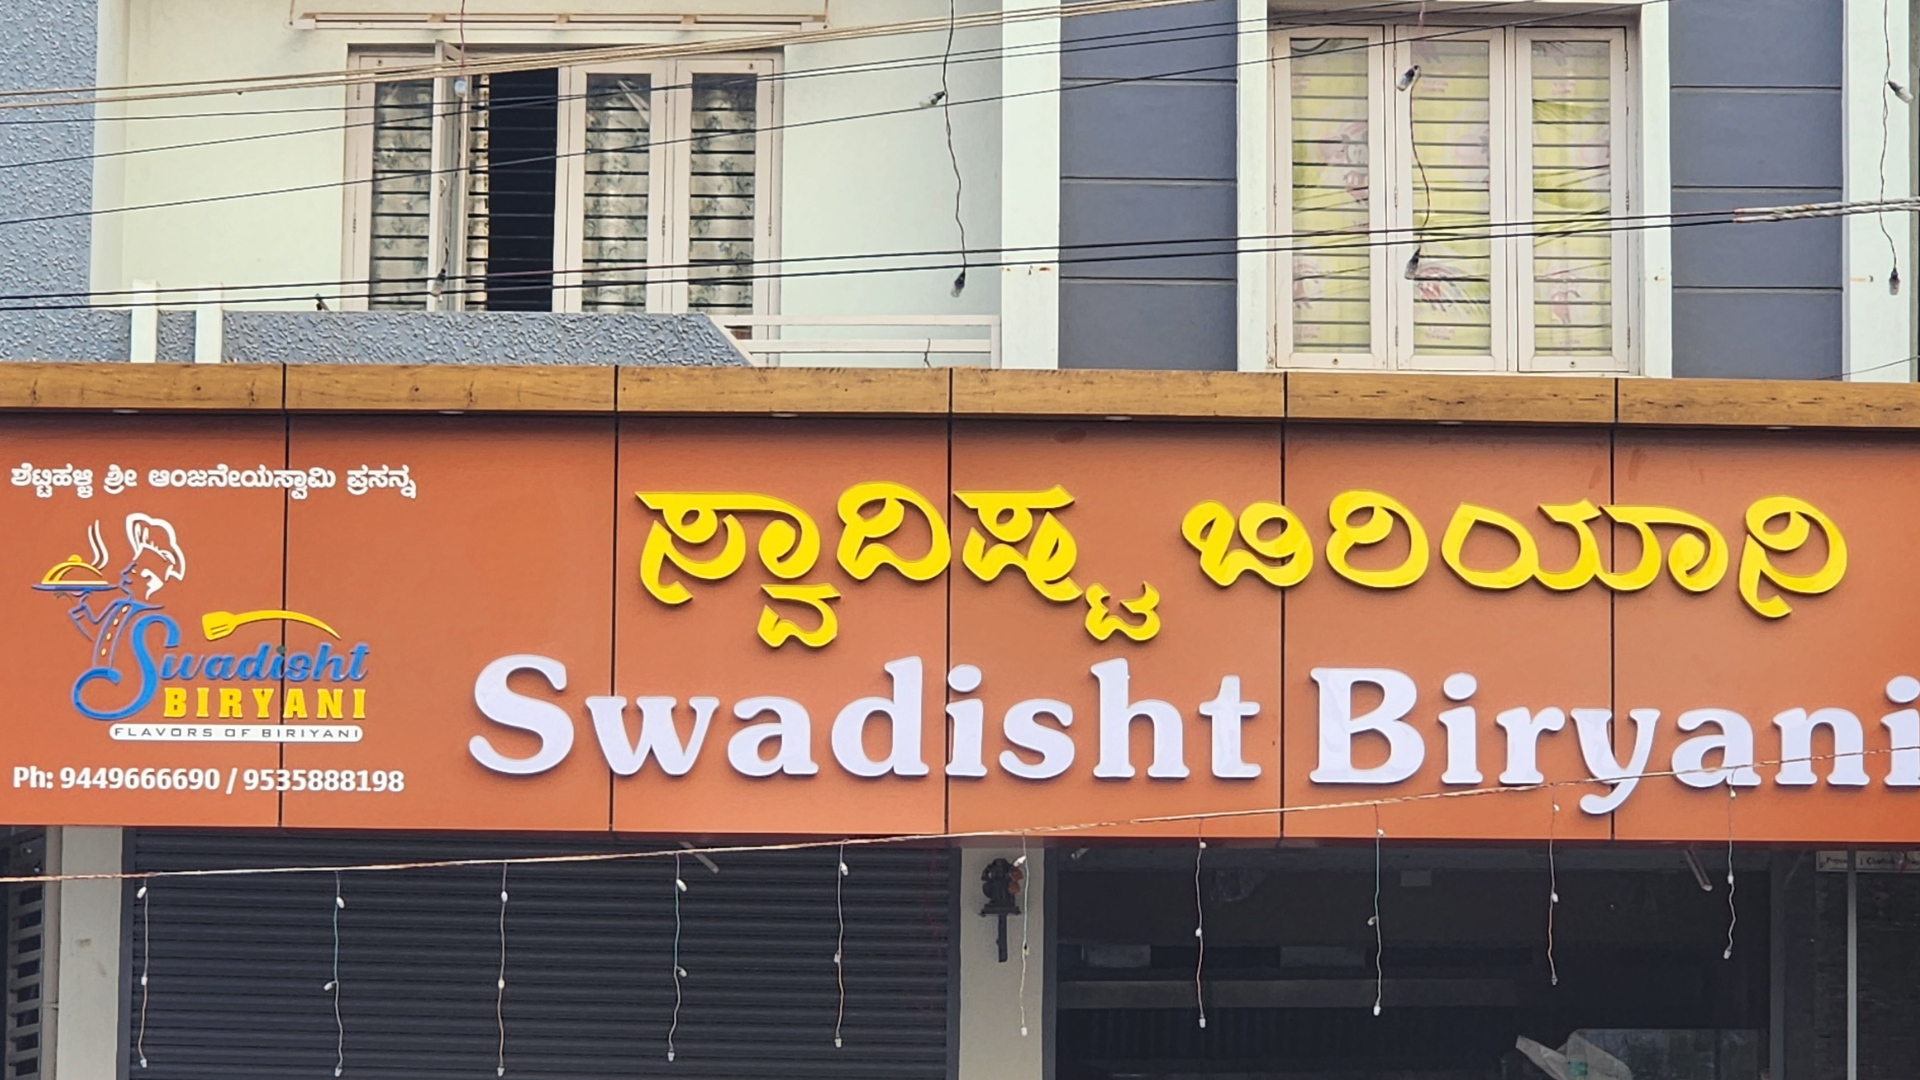 ಶೆಟ್ಟಿಹಳ್ಳಿ ಶ್ರೀ ಆಂಜನೇಯಸ್ವಾಮಿ ಪ್ರಸನ್ನ
Swadisht
BIRYANI
FLAVORS OF BIRIYANI
Ph: 9449666690 / 9535888198
ಸ್ವಾದಿಷ್ಟ ಬಿರಿಯಾನಿ
Swadisht Biryani